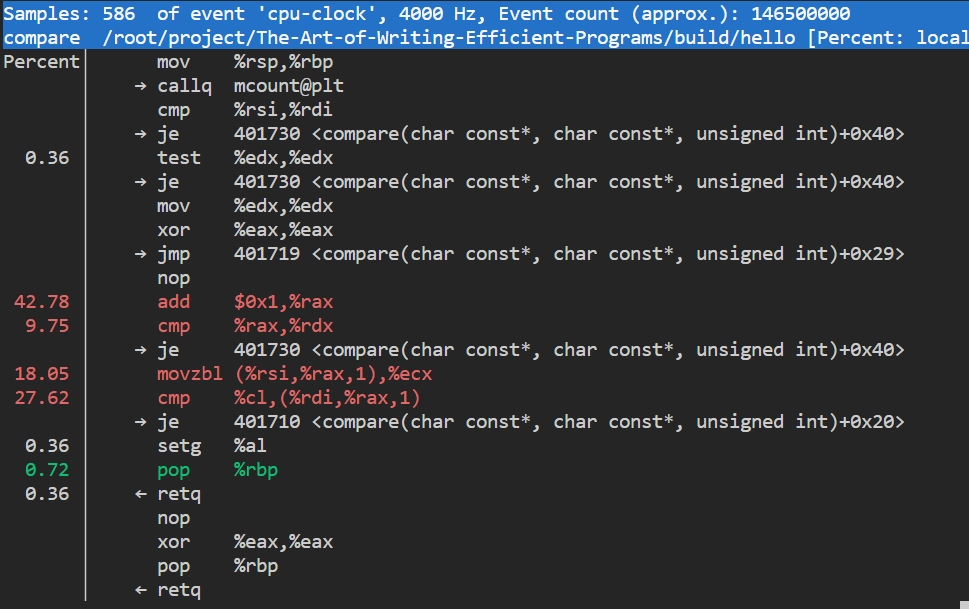 Samples: 586  of event 'cpu-clock', 4000 Hz, Event count (approx.): 146500000
compare  /root/project/The-Art-of-Writing-Efficient-Programs/build/hello [Percent: local
Percent│      mov    %rsp,%rbp
       │    → callq  mcount@plt
       │      cmp    %rsi,%rdi
       │    → je     401730 <compare(char const*, char const*, unsigned int)+0x40>
  0.36 │      test   %edx,%edx
       │    → je     401730 <compare(char const*, char const*, unsigned int)+0x40>
       │      mov    %edx,%edx
       │      xor    %eax,%eax
       │    → jmp    401719 <compare(char const*, char const*, unsigned int)+0x29>
       │      nop
 42.78 │      add    $0x1,%rax
  9.75 │      cmp    %rax,%rdx
       │    → je     401730 <compare(char const*, char const*, unsigned int)+0x40>
 18.05 │      movzbl (%rsi,%rax,1),%ecx
 27.62 │      cmp    %cl,(%rdi,%rax,1)
       │    → je     401710 <compare(char const*, char const*, unsigned int)+0x20>
  0.36 │      setg   %al
  0.72 │      pop    %rbp
  0.36 │    ← retq
       │      nop
       │      xor    %eax,%eax
       │      pop    %rbp
       │    ← retq